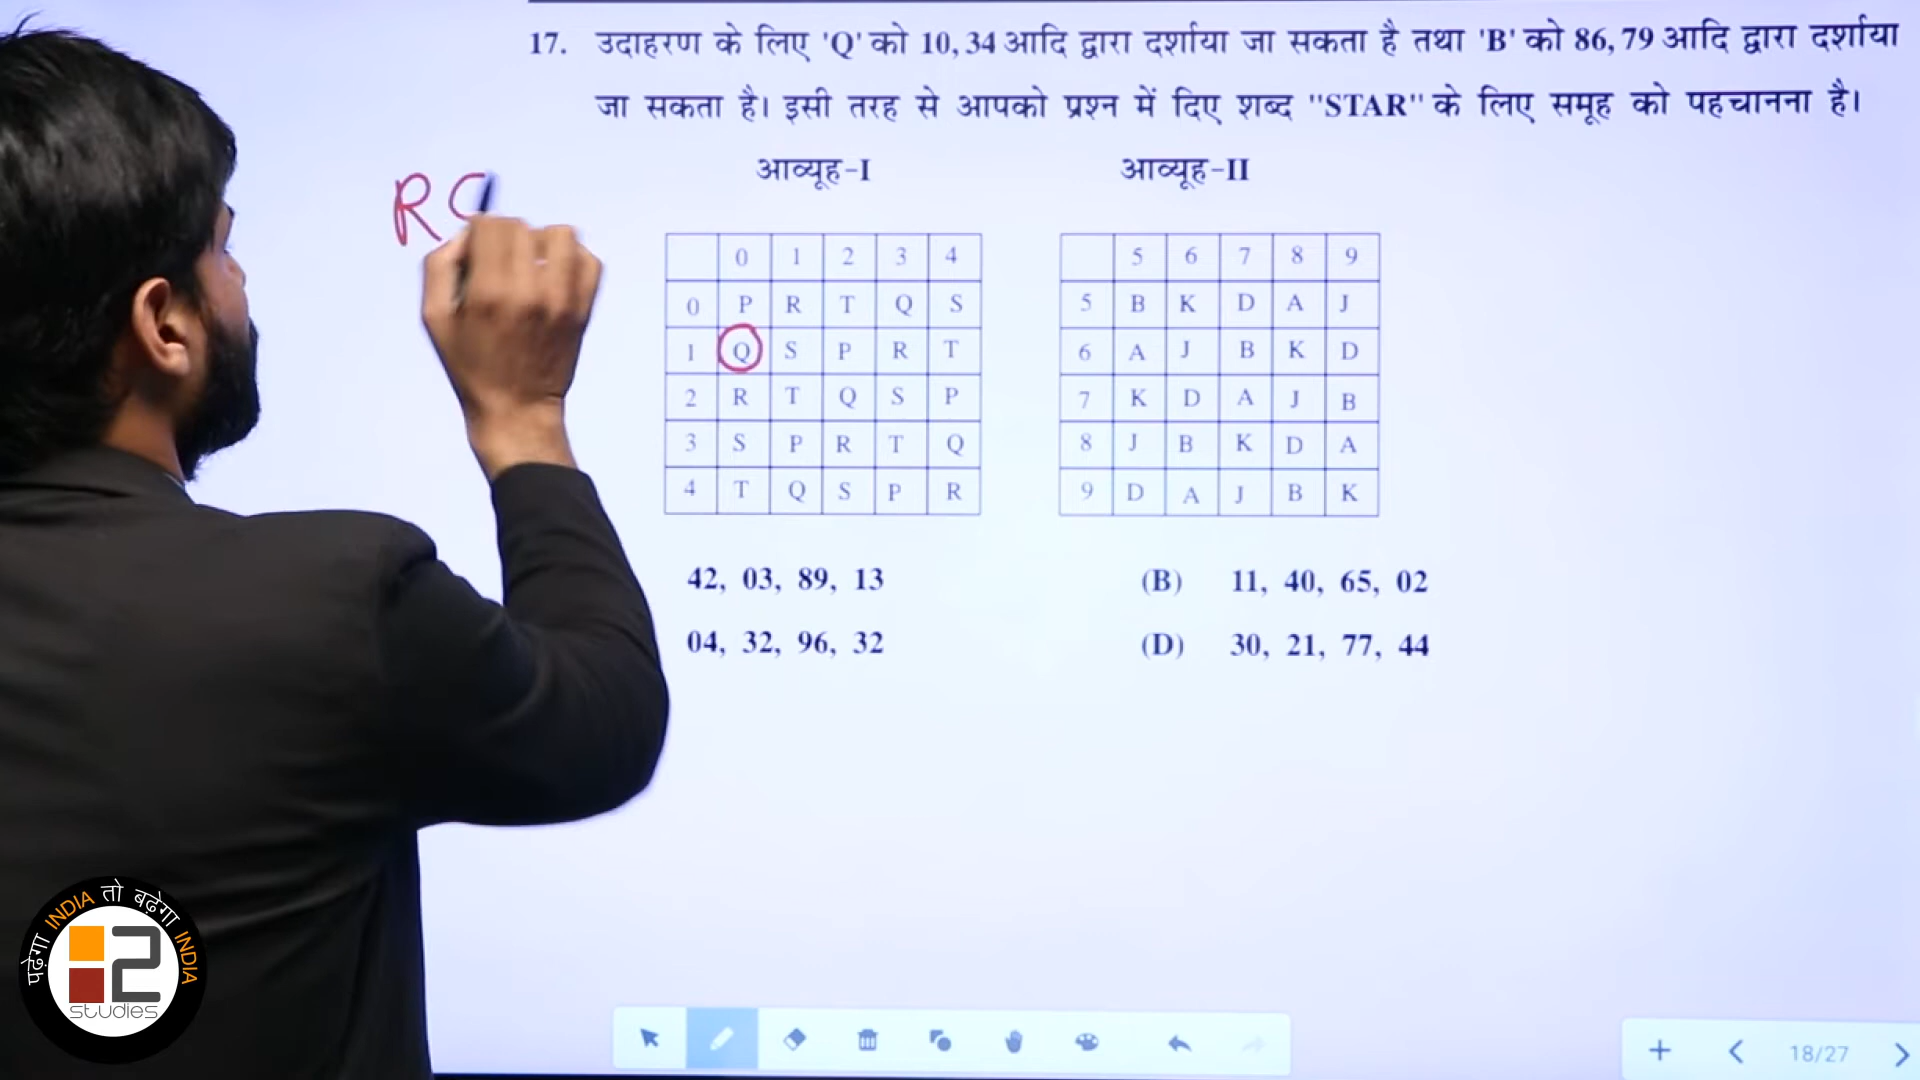 17. उदाहरण के लिए 'Q' को 10, 34 आदि द्वारा दर्शाया जा सकता है तथा 'B' को 86, 79 आदि द्वारा दर्शाया
जा सकता है। इसी तरह से आपको प्रश्न में दिए शब्द "STAR" के लिए समूह को पहचानना है।
R
आव्यूह-I आव्यूह-II
0 1 2 3 4 5 6 7 8 9
0 P R T Q S 5 B K D A J
1 Q S P R T 6 A J B K D
2 R T Q S P 7 K D A J B
3 S P R T Q 8 J B K D A
4 T Q S P R 9 D A J B K
42, 03, 89, 13 (B) 11, 40, 65, 02
04, 32, 96, 32 (D) 30, 21, 77, 44
पढ़ेगा INDIA तो बढ़ेगा INDIA
2
studies
18/27